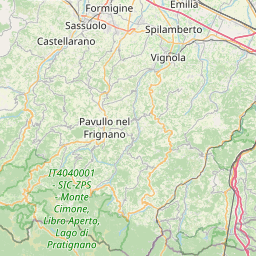 Emilia
Formigine
Sassuolo
Spilamberto
Castellarano
Vignola
Pavullo nel
Frignano
IT4040001
- SIC-ZPS
- Monte
Cimone,
Libro Aperto,
Lago di
Pratignano